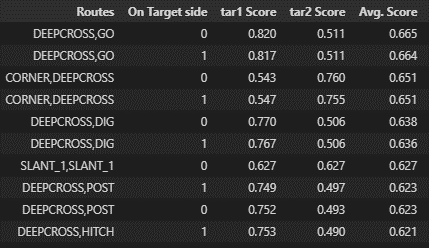 Routes On Target side tar1 Score tar2 Score Avg. Score
DEEPCROSS,GO 0 0.820 0.511 0.665
DEEPCROSS,GO 1 0.817 0.511 0.664
CORNER,DEEPCROSS 0 0.543 0.760 0.651
CORNER,DEEPCROSS 1 0.547 0.755 0.651
DEEPCROSS,DIG 0 0.770 0.506 0.638
DEEPCROSS,DIG 1 0.767 0.506 0.636
SLANT_1,SLANT_1 0 0.627 0.627 0.627
DEEPCROSS,POST 1 0.749 0.497 0.623
DEEPCROSS,POST 0 0.752 0.493 0.623
DEEPCROSS,HITCH 1 0.753 0.490 0.621